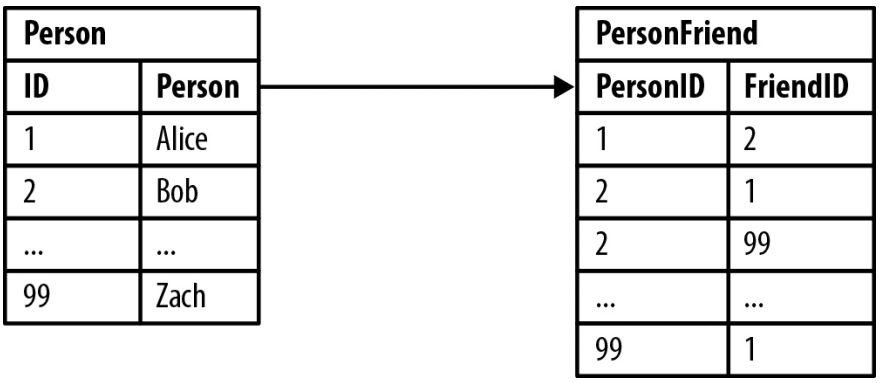 Person
ID Person
1 Alice
2 Bob
... ...
99 Zach
PersonFriend
PersonID FriendID
1 2
2 1
2 99
... ...
99 1